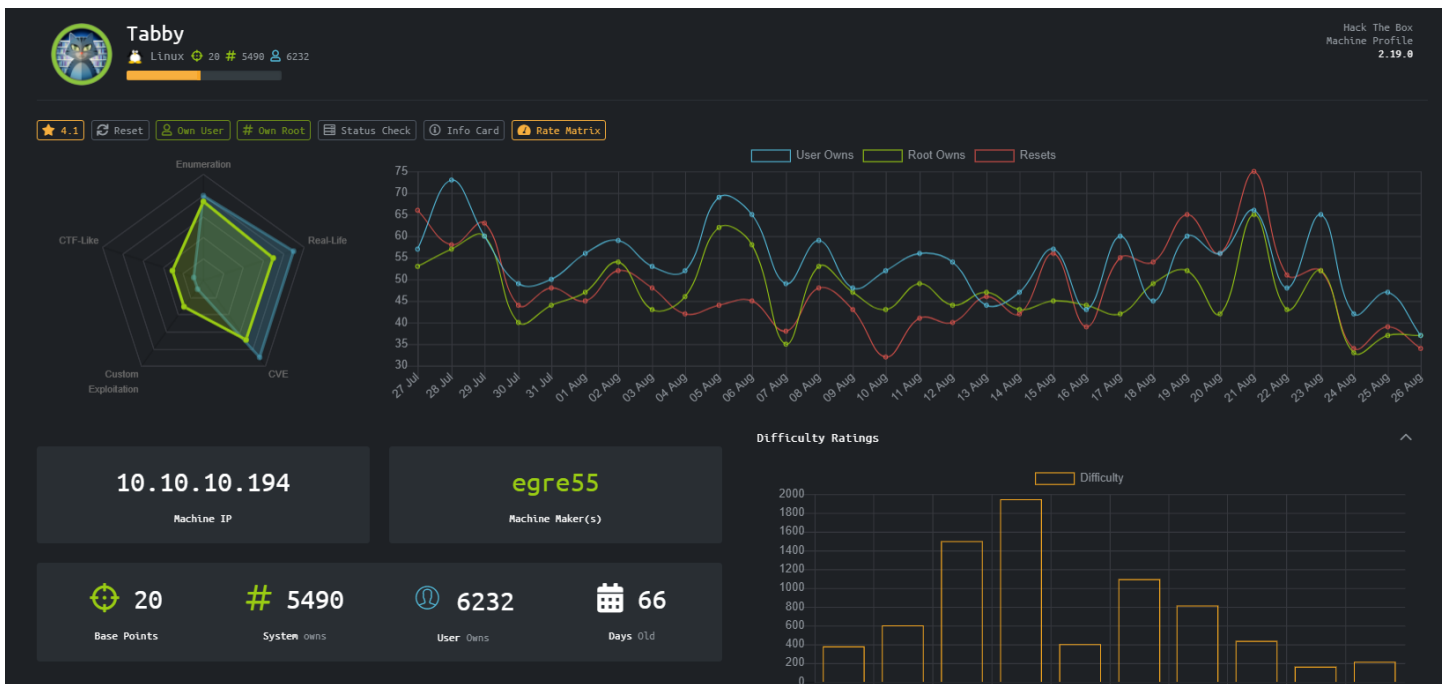 Tabby
Linux 20 # 5490 6232
Hack The Box
Machine Profile
2.19.0
4.1 Reset Own User # Own Root Status Check Info Card Rate Matrix
Enumeration
CTF-Like
Real-Life
Custom
Exploitation
CVE
User Owns Root Owns Resets
75
70
65
60
55
50
45
40
35
30
27 Jul 28 Jul 29 Jul 30 Jul 31 Jul 01 Aug 02 Aug 03 Aug 04 Aug 05 Aug 06 Aug 07 Aug 08 Aug 09 Aug 10 Aug 11 Aug 12 Aug 13 Aug 14 Aug 15 Aug 16 Aug 17 Aug 18 Aug 19 Aug 20 Aug 21 Aug 22 Aug 23 Aug 24 Aug 25 Aug 26 Aug
10.10.10.194
Machine IP
egre55
Machine Maker(s)
20
Base Points
# 5490
System owns
6232
User Owns
66
Days Old
Difficulty Ratings
Difficulty
2000
1800
1600
1400
1200
1000
800
600
400
200
0